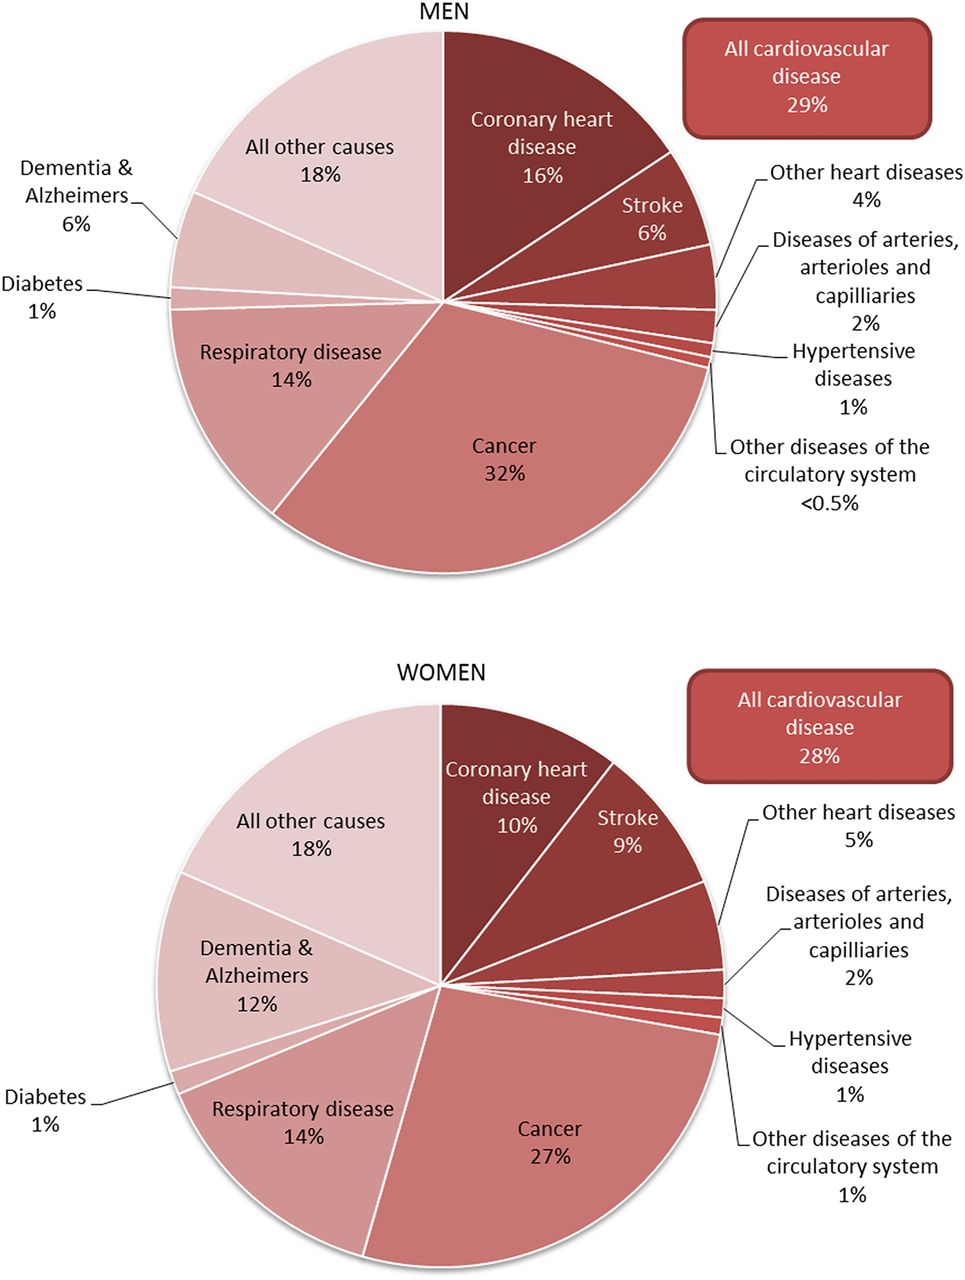 MEN
All cardiovascular
disease
29%
Coronary heart
disease
16%
Stroke
6%
Other heart diseases
4%
Diseases of arteries,
arterioles and
capilliaries
2%
Hypertensive
diseases
1%
Other diseases of the
circulatory system
<0.5%
Cancer
32%
Respiratory disease
14%
Diabetes
1%
Dementia &
Alzheimers
6%
All other causes
18%
WOMEN
All cardiovascular
disease
28%
Coronary heart
disease
10%
Stroke
9%
Other heart diseases
5%
Diseases of arteries,
arterioles and
capilliaries
2%
Hypertensive
diseases
1%
Other diseases of the
circulatory system
1%
Cancer
27%
Respiratory disease
14%
Diabetes
1%
Dementia &
Alzheimers
12%
All other causes
18%